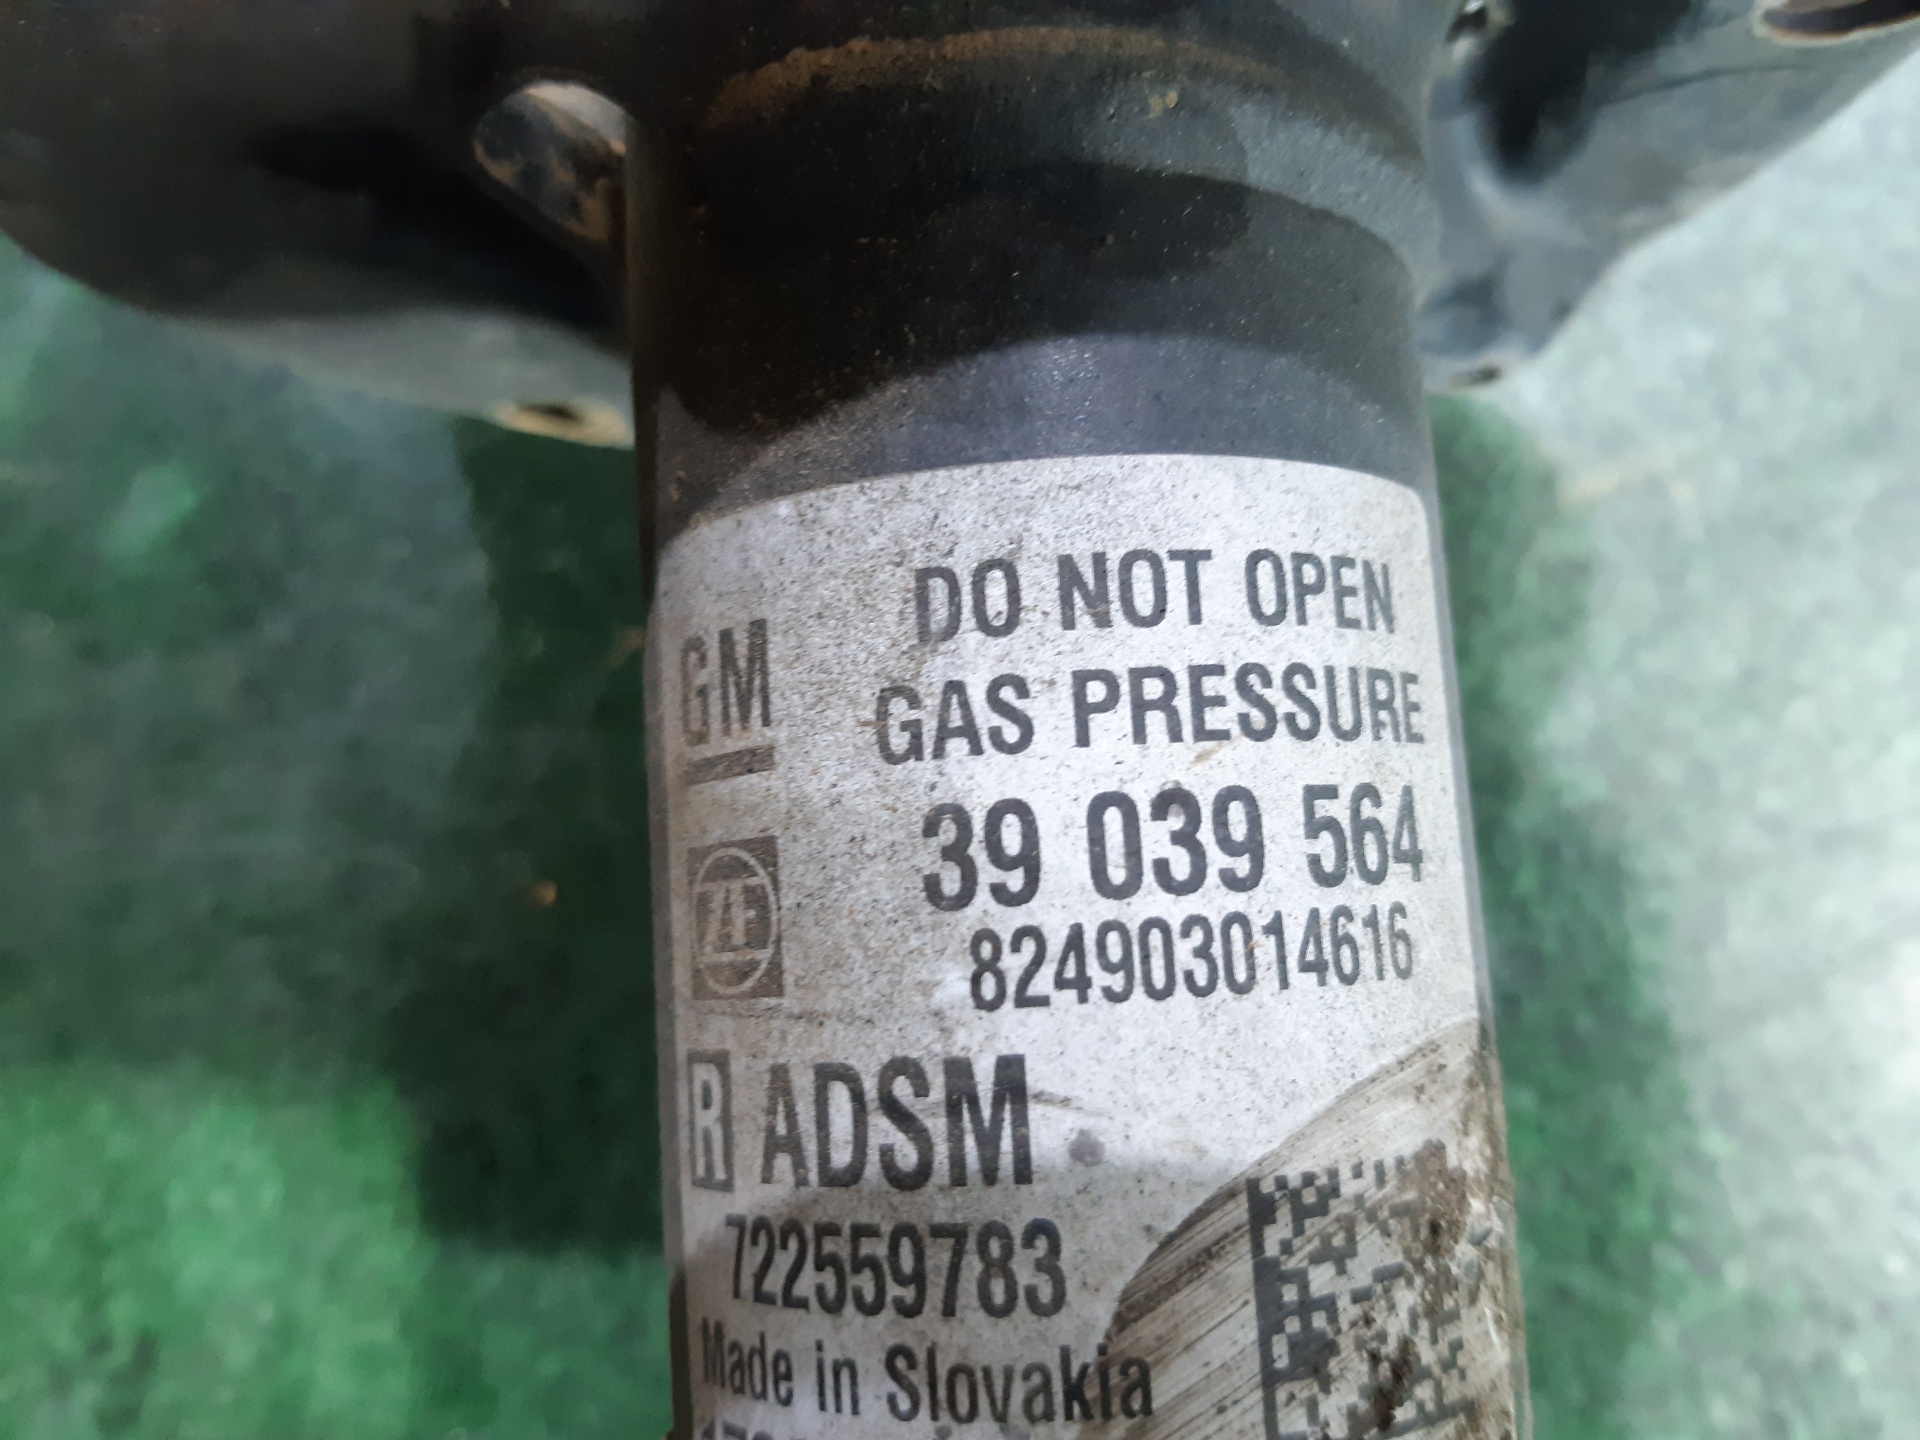 DO NOT OPEN
GM GAS PRESSURE
39 039 564
ZF 824903014616
R ADSM
722559783
Made in Slovakia